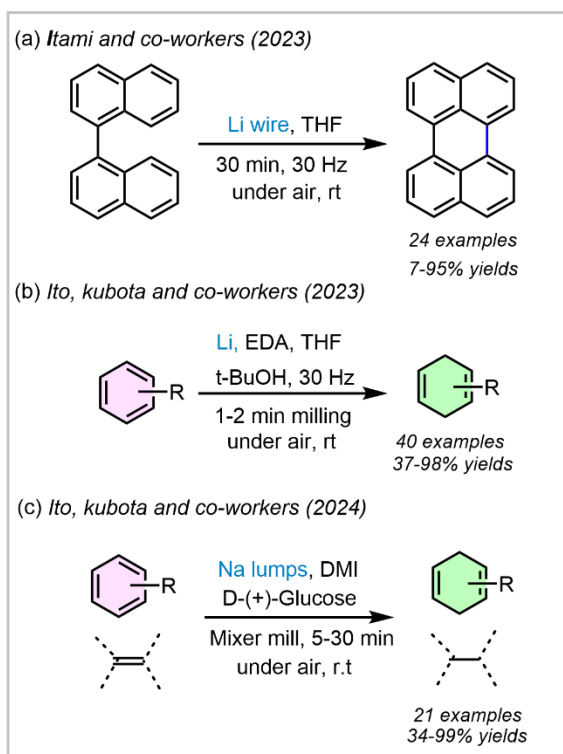 (a) Itami and co-workers (2023)
Li wire, THF
30 min, 30 Hz
under air, rt
24 examples
7-95% yields
(b) Ito, kubota and co-workers (2023)
Li, EDA, THF
t-BuOH, 30 Hz
1-2 min milling
under air, rt
R
R
40 examples
37-98% yields
(c) Ito, kubota and co-workers (2024)
Na lumps, DMI
D-(+)-Glucose
Mixer mill, 5-30 min
under air, r.t
R
R
21 examples
34-99% yields